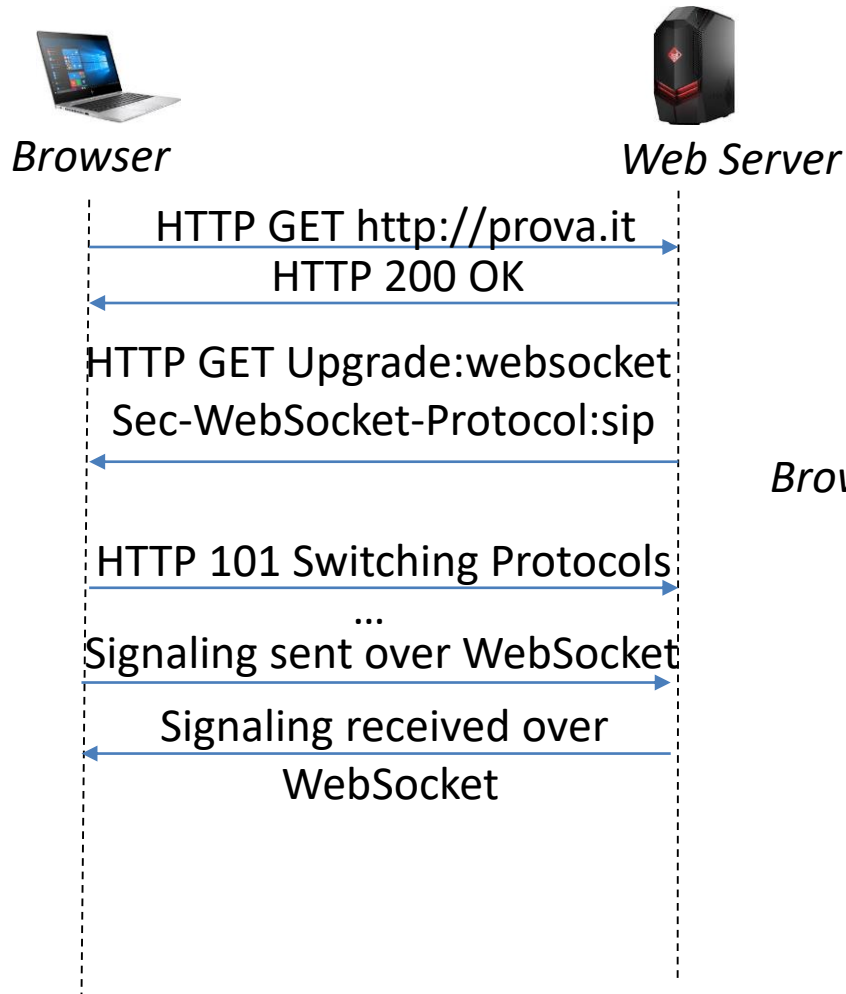 Browser
Web Server
HTTP GET http://prova.it
HTTP 200 OK
HTTP GET Upgrade:websocket
Sec-WebSocket-Protocol:sip
Brov
HTTP 101 Switching Protocols
...
Signaling sent over WebSocket
Signaling received over
WebSocket